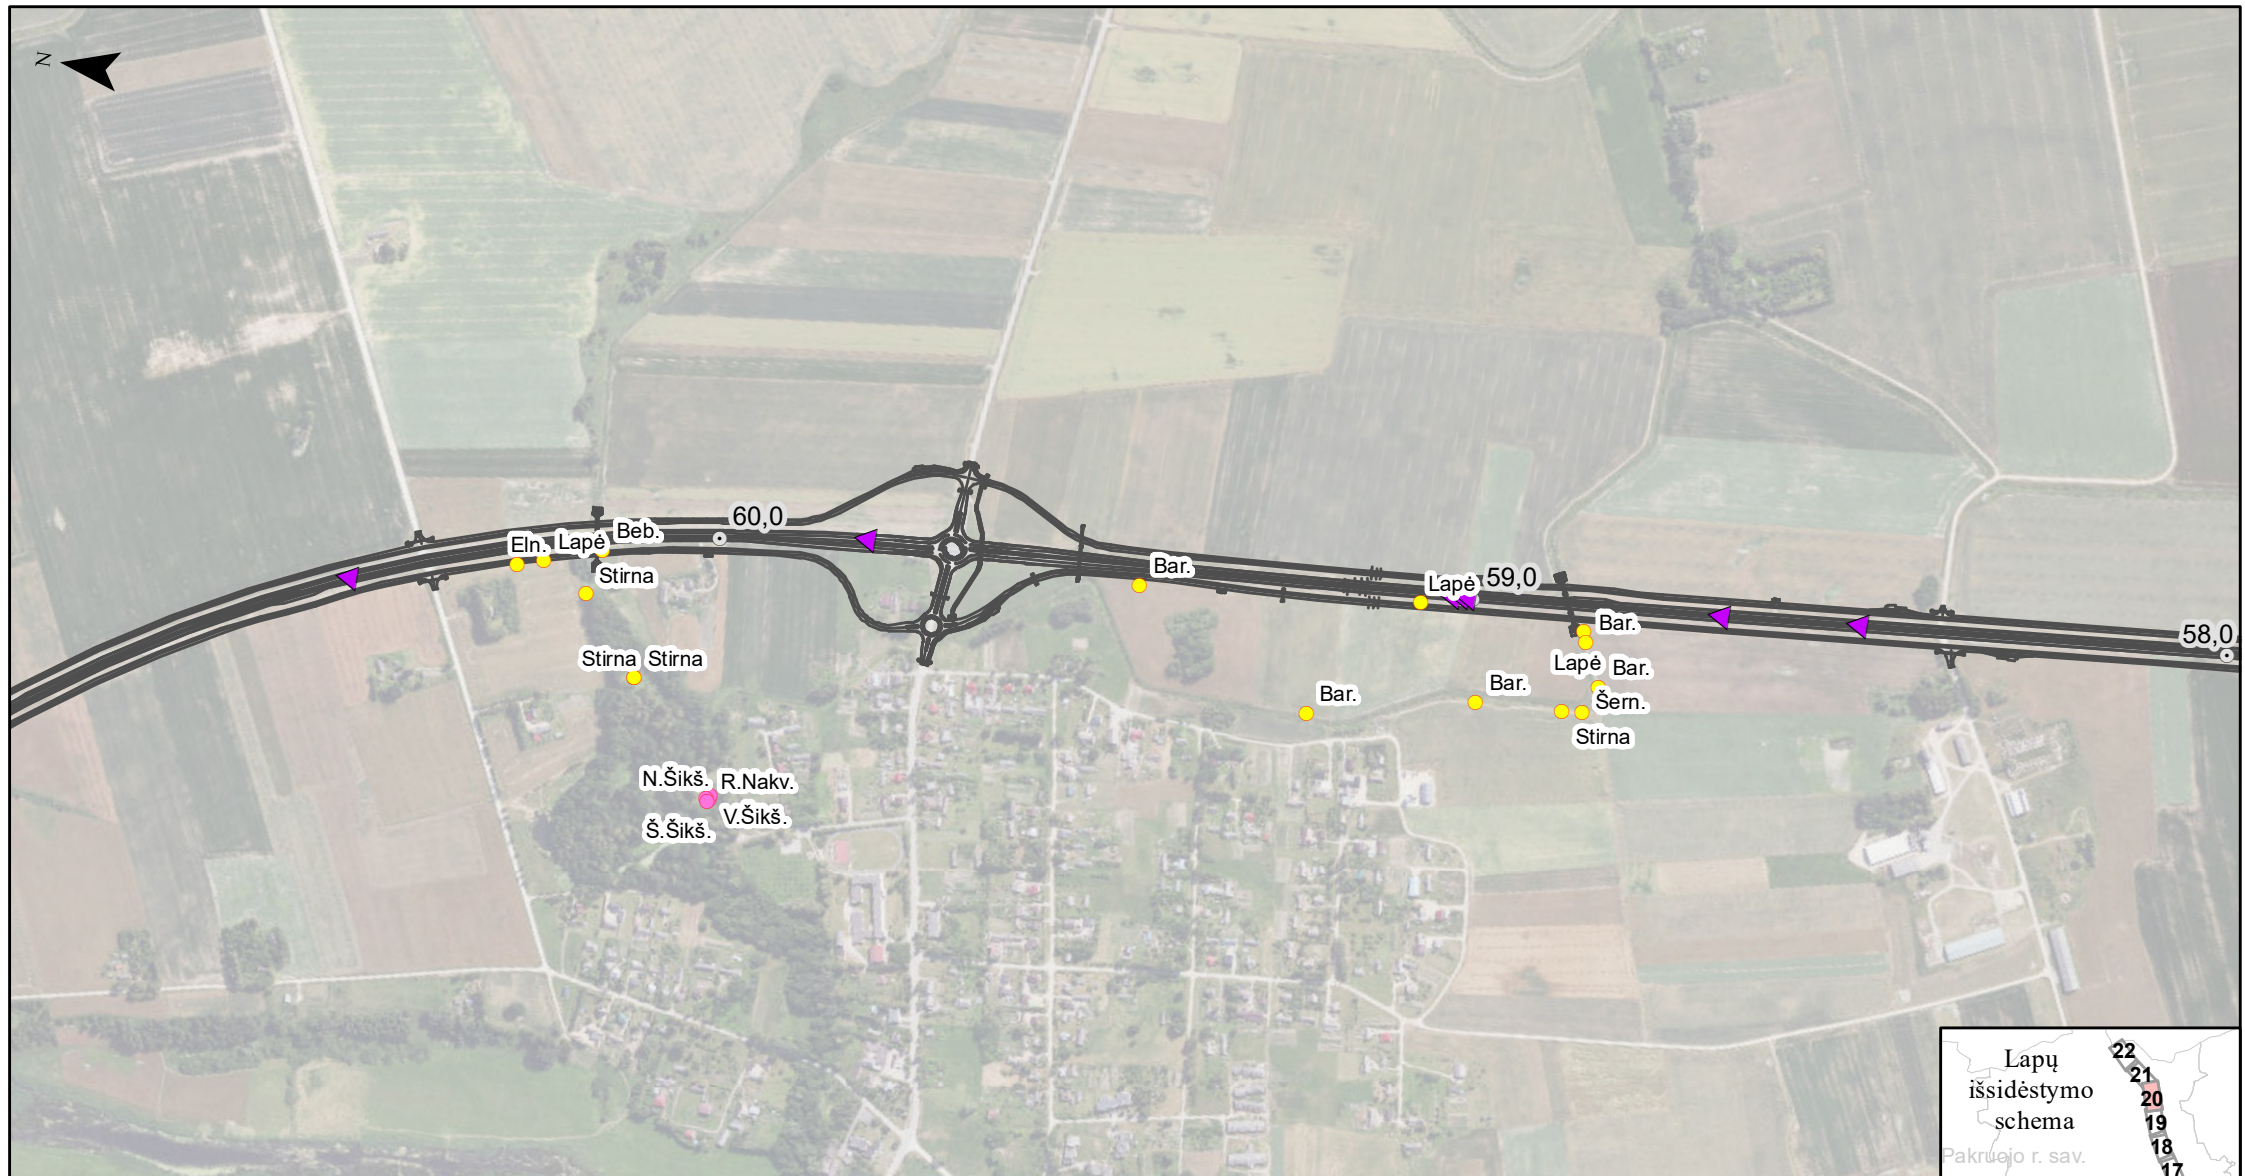 N
60,0
Beb.
Eln.
Lapė
Stirna
Bar.
Lapė
59,0
Bar.
58,0
Stirna
Stirna
Lapė
Bar.
Bar.
Bar.
Šern.
Stirna
N.Šikš.
R.Nakv.
V.Šikš.
Š.Šikš.
Lapų
išsidėstymo
schema
22
21
20
19
18
17
Pakruojo r. sav.